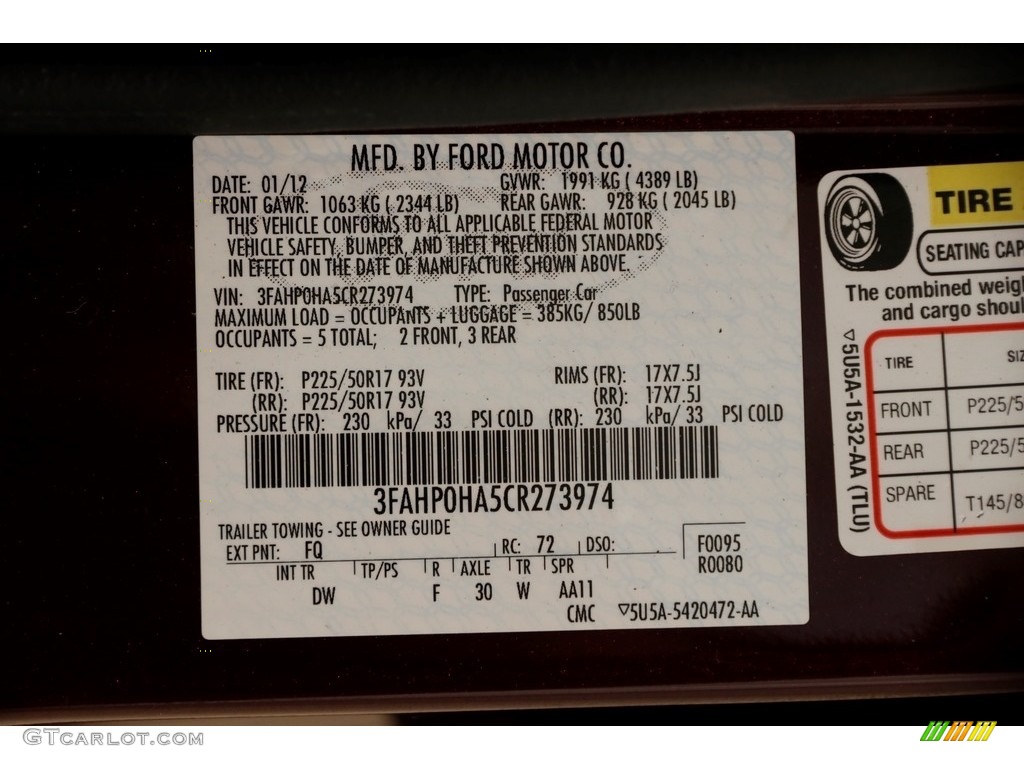 MFD. BY FORD MOTOR CO.
DATE: 01/12 GVWR: 1991 KG ( 4389 LB)
FRONT GAWR: 1063 KG ( 2344 LB) REAR GAWR: 928 KG ( 2045 LB)
THIS VEHICLE CONFORMS TO ALL APPLICABLE FEDERAL MOTOR
VEHICLE SAFETY, BUMPER, AND THEFT PREVENTION STANDARDS
IN EFFECT ON THE DATE OF MANUFACTURE SHOWN ABOVE.
VIN: 3FAHP0HA5CR273974 TYPE: Passenger Car
MAXIMUM LOAD = OCCUPANTS + LUGGAGE = 385KG/ 850LB
OCCUPANTS = 5 TOTAL; 2 FRONT, 3 REAR
TIRE (FR): P225/50R17 93V RIMS (FR): 17X7.5J
(RR): P225/50R17 93V (RR): 17X7.5J
PRESSURE (FR): 230 kPa/ 33 PSI COLD (RR): 230 kPa/ 33 PSI COLD
3FAHP0HA5CR273974
TRAILER TOWING - SEE OWNER GUIDE
EXT PNT: FQ RC: 72 DSO: F0095
INT TR TP/PS R AXLE TR SPR R0080
DW F 30 W AA11
CMC ▽5U5A-5420472-AA
TIRE
SEATING CAP
The combined weig
and cargo shoul
TIRE SIZ
FRONT P225/5
REAR P225/5
SPARE T145/8
▽5U5A-1532-AA (TLU)
GTcarlot.com